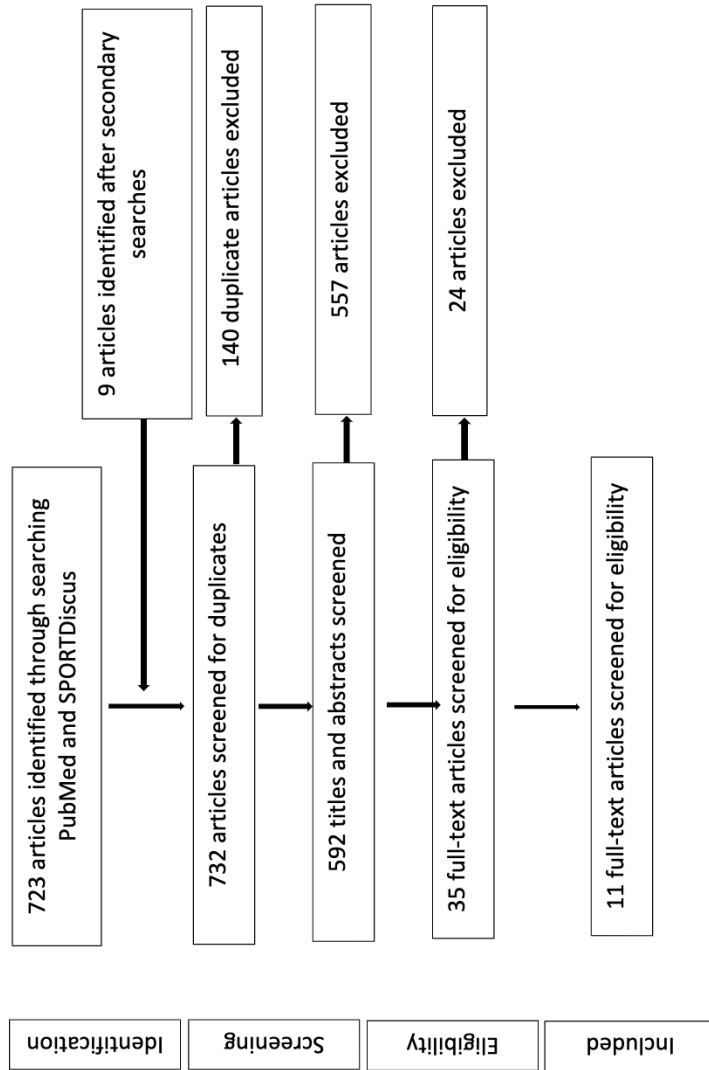 Identification
Screening
Eligibility
Included
723 articles identified through searching
PubMed and SPORTDiscus
9 articles identified after secondary
searches
732 articles screened for duplicates
140 duplicate articles excluded
592 titles and abstracts screened
557 articles excluded
35 full-text articles screened for eligibility
24 articles excluded
11 full-text articles screened for eligibility